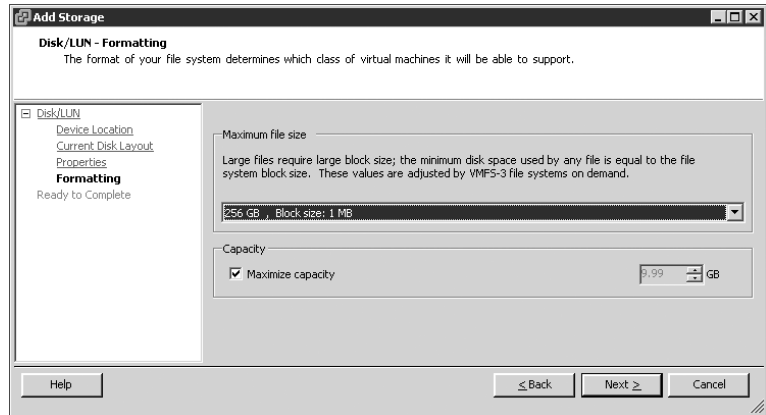 Add Storage
Disk/LUN - Formatting
The format of your file system determines which class of virtual machines it will be able to support.
Disk/LUN
Device Location
Current Disk Layout
Properties
Formatting
Ready to Complete
Maximum file size
Large files require large block size; the minimum disk space used by any file is equal to the file
system block size. These values are adjusted by VMFS-3 file systems on demand.
256 GB , Block size: 1 MB
Capacity
Maximize capacity
9.99 GB
Help
< Back
Next >
Cancel